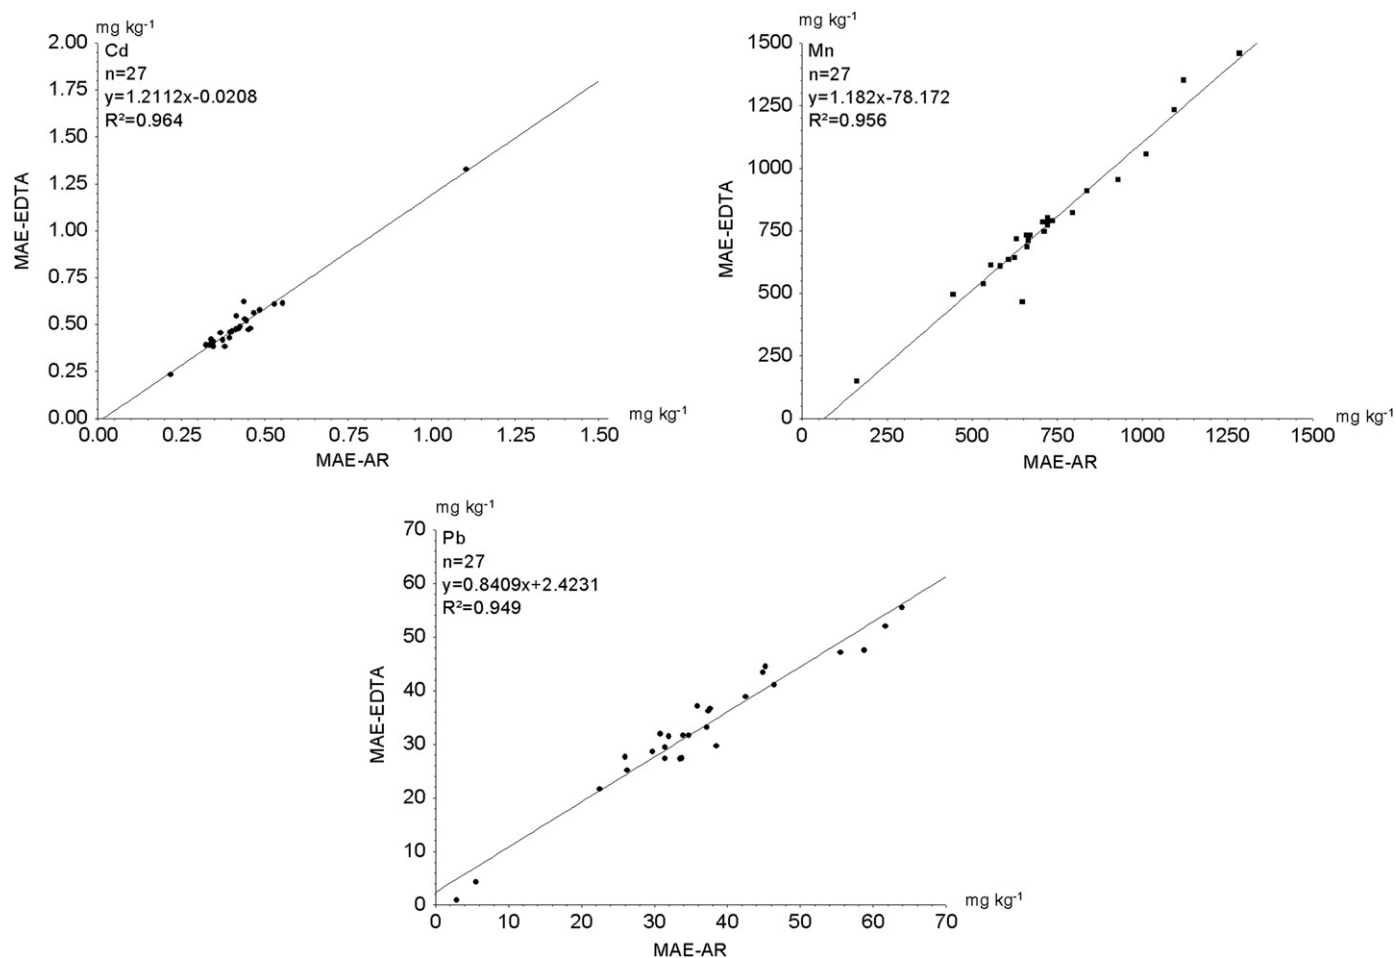 mg kg⁻¹
2.00
1.75
1.50
1.25
1.00
0.75
0.50
0.25
0.00
MAE-EDTA
Cd
n=27
y=1.2112x-0.0208
R²=0.964
0.00 0.25 0.50 0.75 1.00 1.25 1.50
mg kg⁻¹
MAE-AR
mg kg⁻¹
1500
1250
1000
750
500
250
0
MAE-EDTA
Mn
n=27
y=1.182x-78.172
R²=0.956
0 250 500 750 1000 1250 1500
mg kg⁻¹
MAE-AR
mg kg⁻¹
70
60
50
40
30
20
10
0
MAE-EDTA
Pb
n=27
y=0.8409x+2.4231
R²=0.949
0 10 20 30 40 50 60 70
mg kg⁻¹
MAE-AR